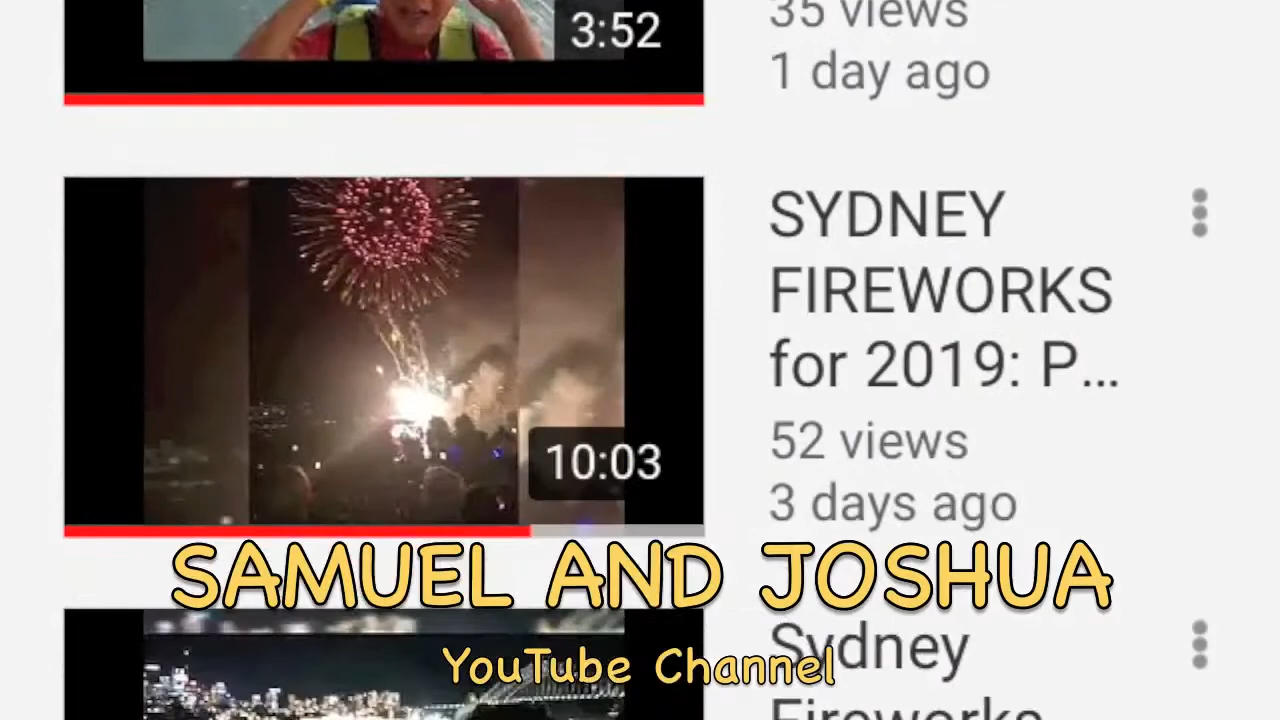 3:52
35 views
1 day ago
SYDNEY
FIREWORKS
for 2019: P...
10:03
52 views
3 days ago
SAMUEL AND JOSHUA
Sydney
YouTube Channel
Fireworks